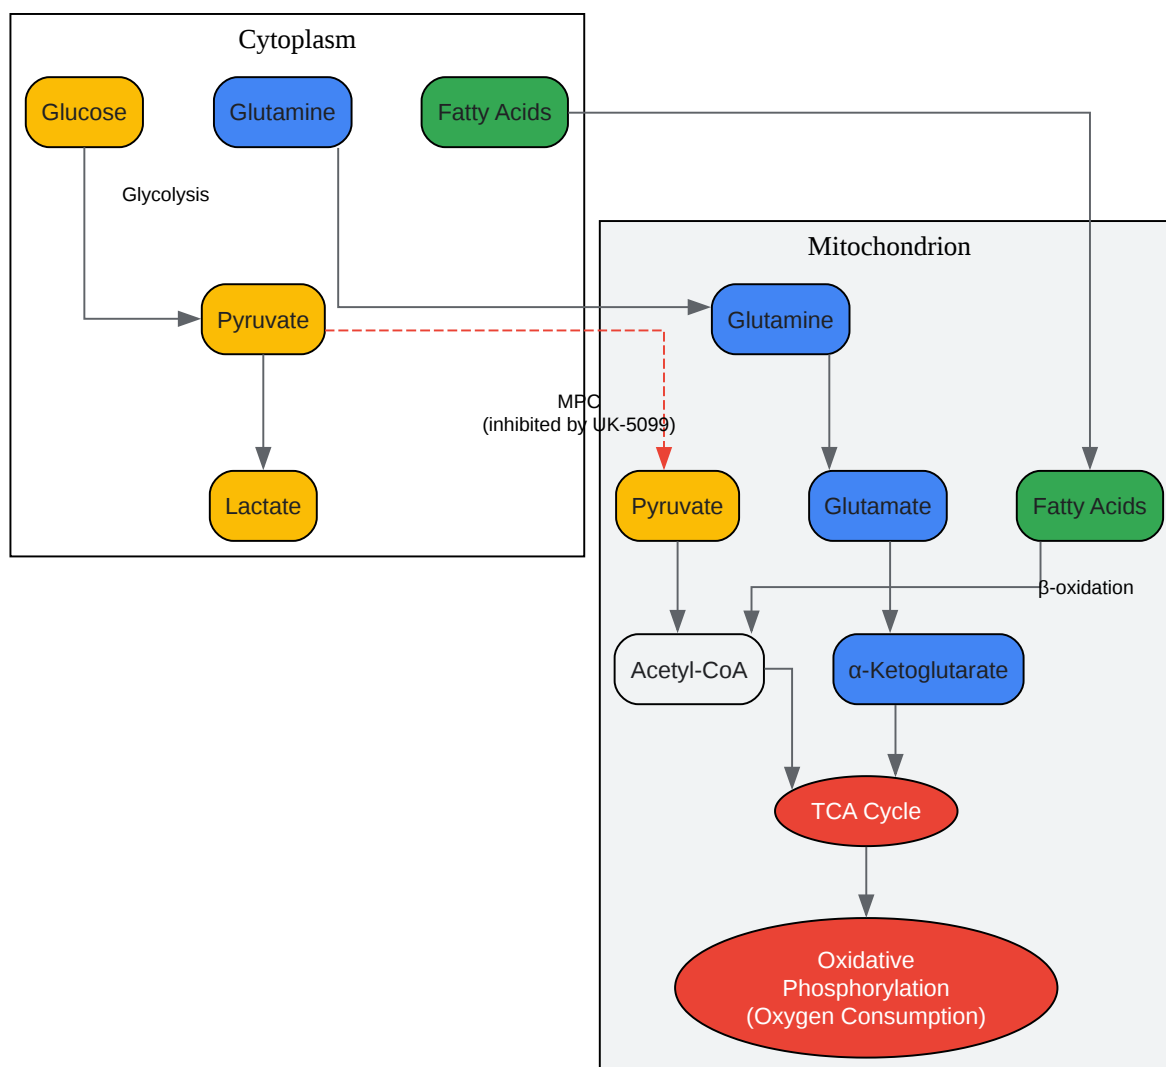 Cytoplasm
Glucose
Glutamine
Fatty Acids
Glycolysis
Mitochondrion
Pyruvate
Glutamine
MPC
(inhibited by UK-5099)
Lactate
Pyruvate
Glutamate
Fatty Acids
β-oxidation
Acetyl-CoA
α-Ketoglutarate
TCA Cycle
Oxidative
Phosphorylation
(Oxygen Consumption)